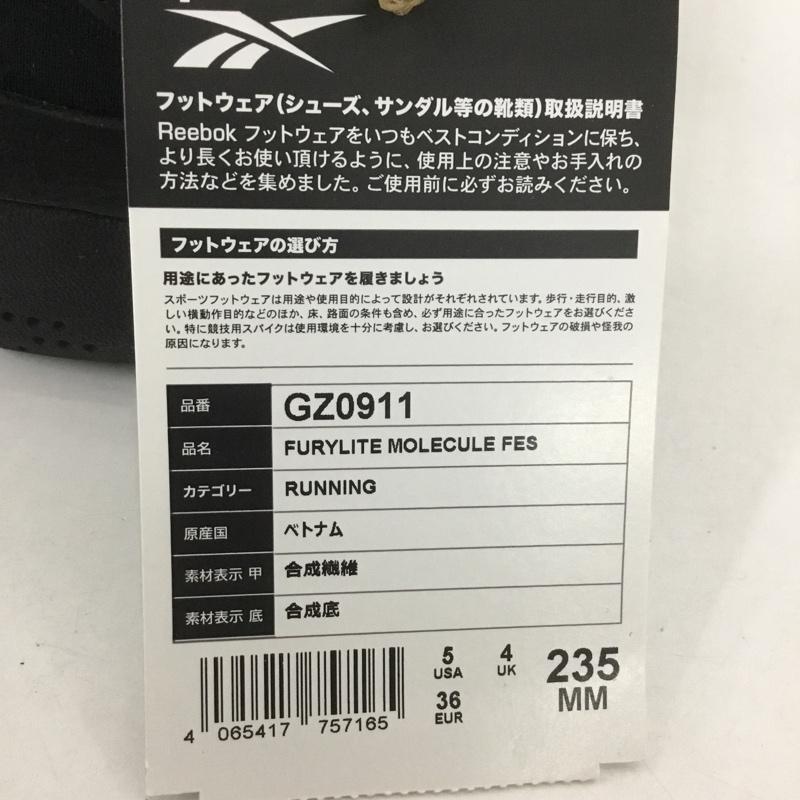 フットウェア(シューズ、サンダル等の靴類)取扱説明書
Reebok フットウェアをいつもベストコンディションに保ち、
より長くお使い頂けるように、使用上の注意やお手入れの
方法などを集めました。ご使用前に必ずお読みください。
フットウェアの選び方
用途にあったフットウェアを履きましょう
スポーツフットウェアは用途や使用目的によって設計がそれぞれされています。歩行・走行目的、激
しい横動作目的などのほか、床、路面の条件も含め、必ず用途に合ったフットウェアをお選びくださ
い。特に競技用スパイクは使用環境を十分に考慮し、お選びください。フットウェアの破損や怪我の
原因になります。
品番 GZ0911
品名 FURYLITE MOLECULE FES
カテゴリー RUNNING
原産国 ベトナム
素材表示 甲 合成繊維
素材表示 底 合成底
5 4 235
USA UK MM
36
EUR
4 065417 757165